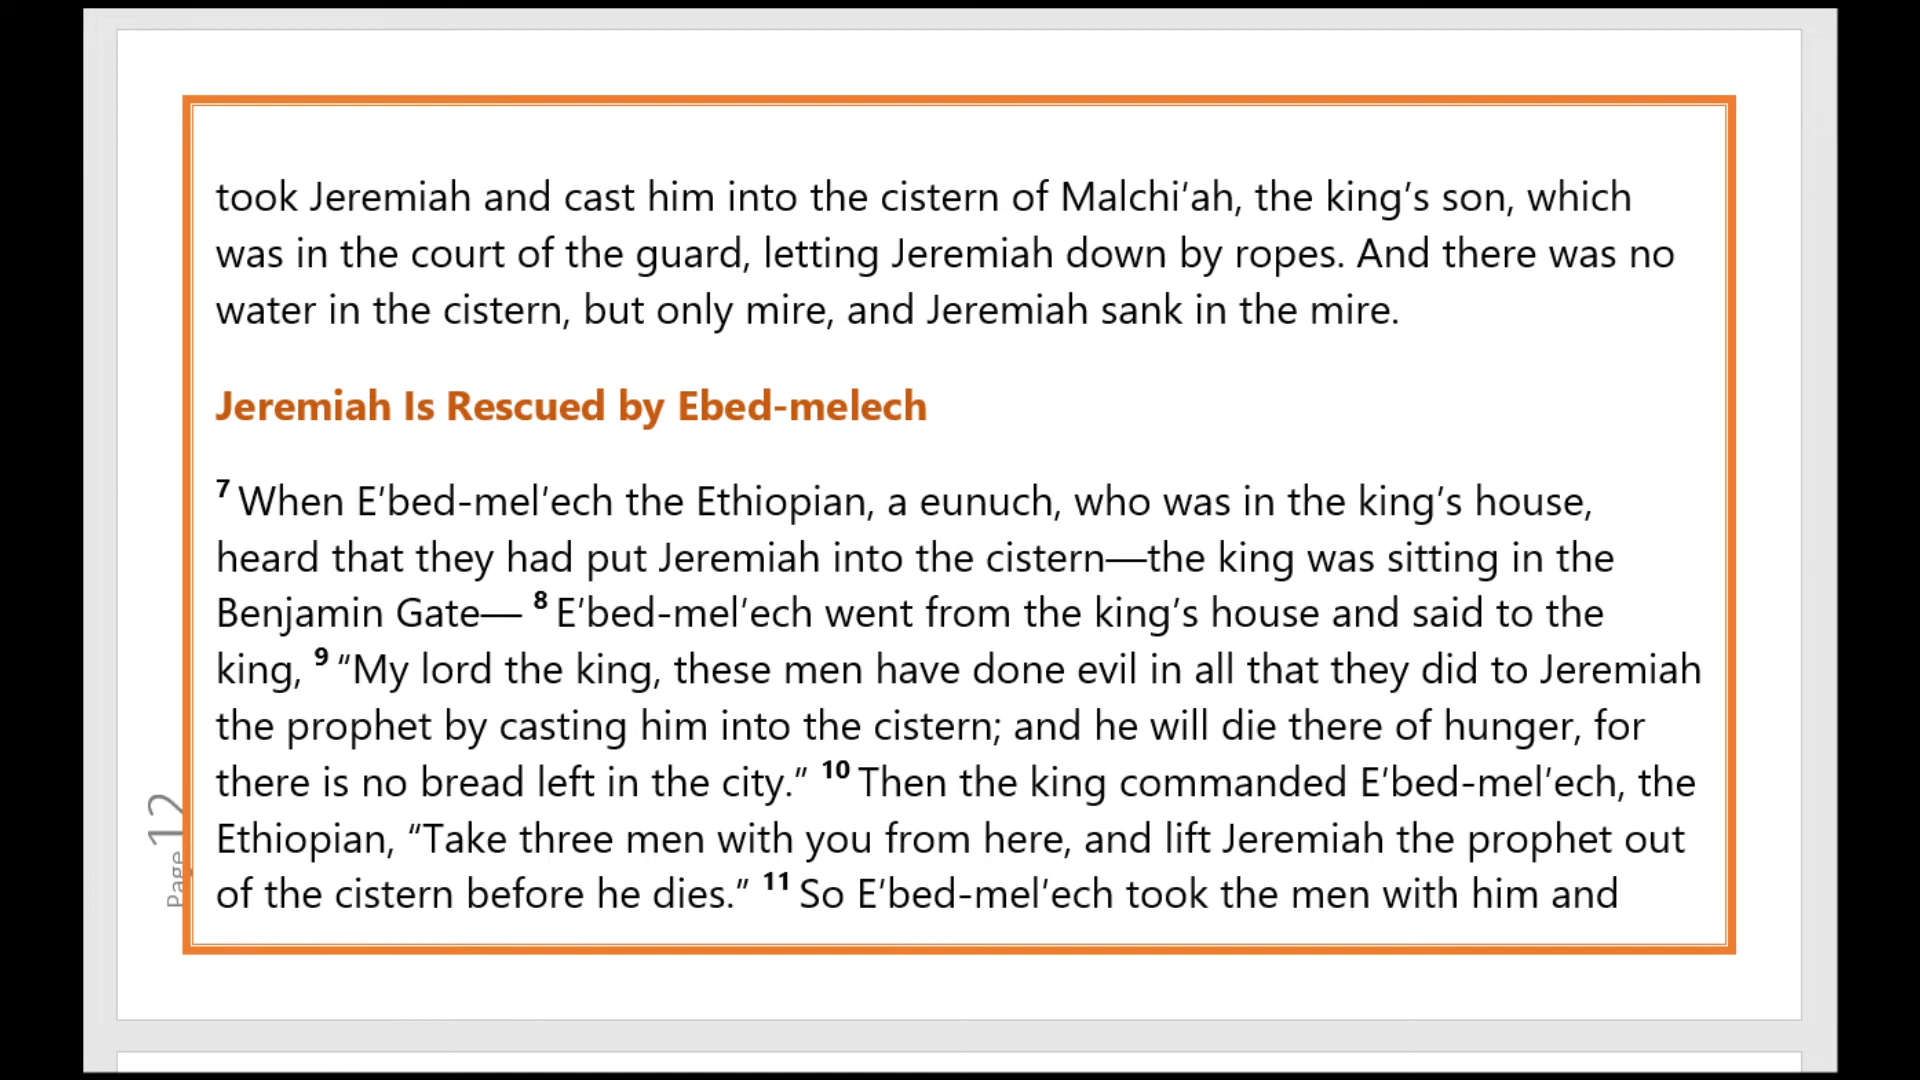 took Jeremiah and cast him into the cistern of Malchi′ah, the king’s son, which
was in the court of the guard, letting Jeremiah down by ropes. And there was no
water in the cistern, but only mire, and Jeremiah sank in the mire.
Jeremiah Is Rescued by Ebed-melech
7 When E′bed-mel′ech the Ethiopian, a eunuch, who was in the king’s house,
heard that they had put Jeremiah into the cistern—the king was sitting in the
Benjamin Gate— 8 E′bed-mel′ech went from the king’s house and said to the
king, 9 “My lord the king, these men have done evil in all that they did to Jeremiah
the prophet by casting him into the cistern; and he will die there of hunger, for
there is no bread left in the city.” 10 Then the king commanded E′bed-mel′ech, the
Ethiopian, “Take three men with you from here, and lift Jeremiah the prophet out
of the cistern before he dies.” 11 So E′bed-mel′ech took the men with him and
Page 12